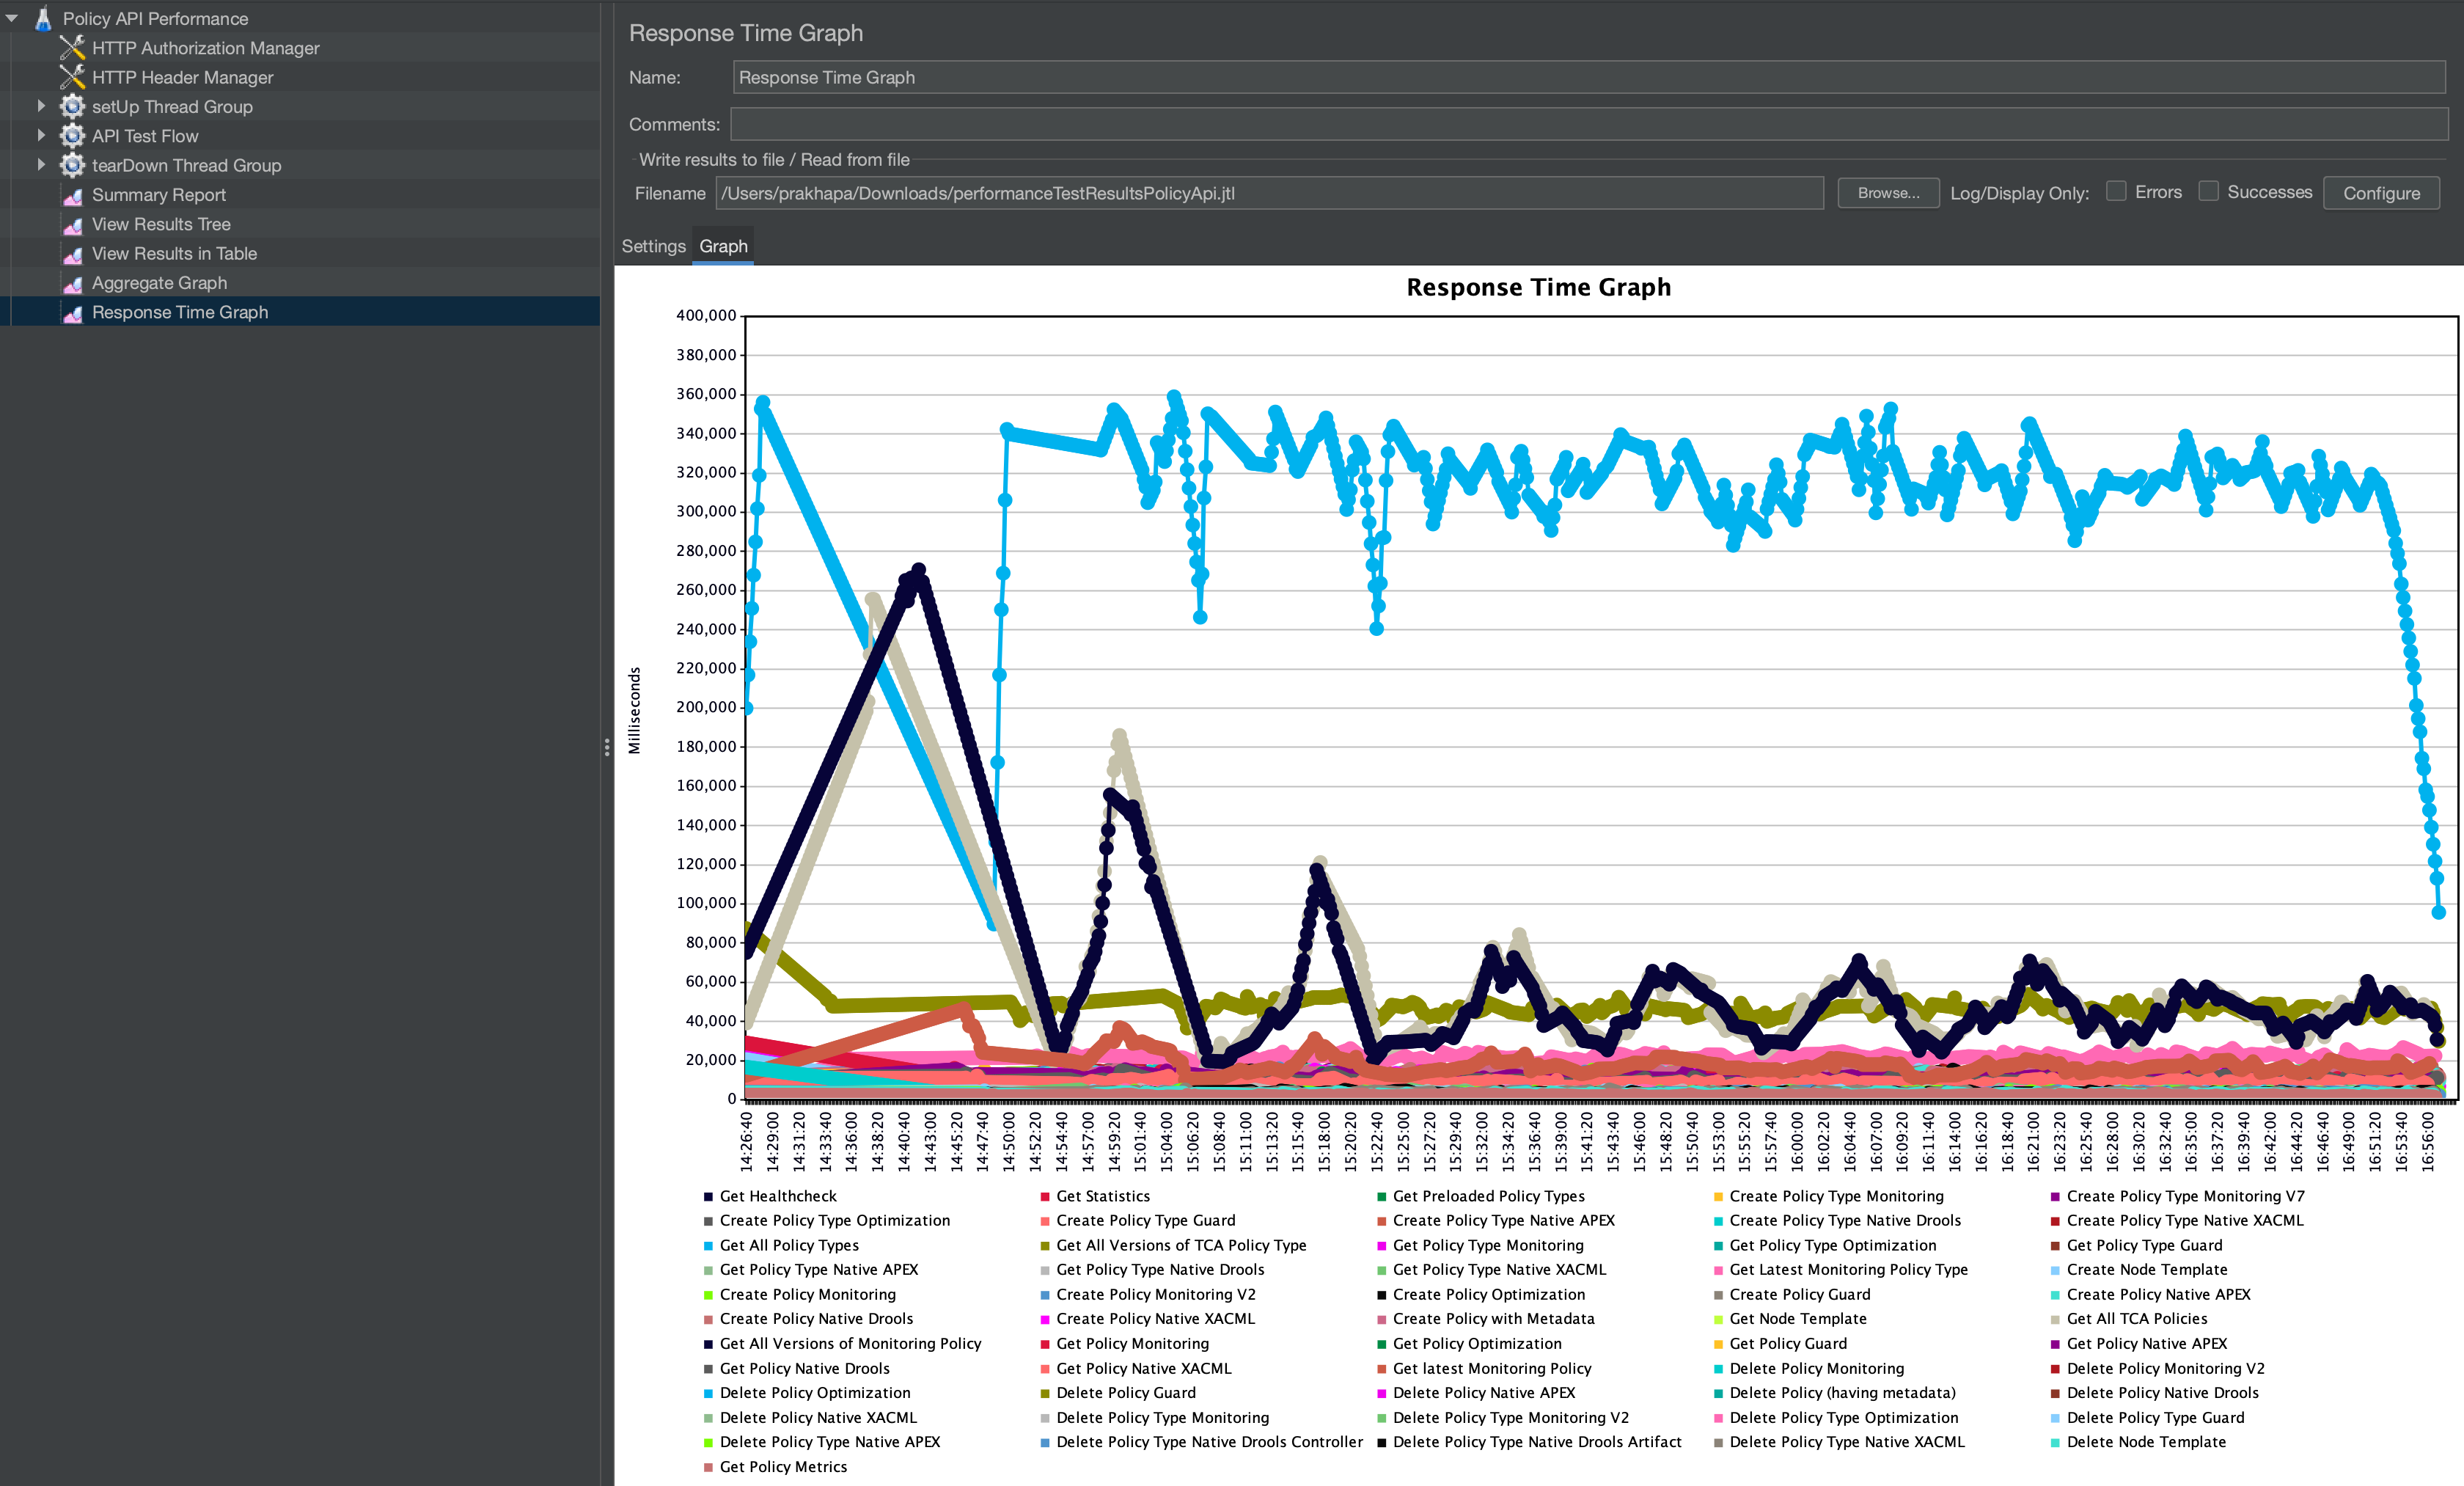 Policy API Performance
HTTP Authorization Manager
HTTP Header Manager
setUp Thread Group
API Test Flow
tearDown Thread Group
Summary Report
View Results Tree
View Results in Table
Aggregate Graph
Response Time Graph
Response Time Graph
Name: Response Time Graph
Comments:
Write results to file / Read from file
Filename /Users/prakhapa/Downloads/performanceTestResultsPolicyApi.jtl Browse... Log/Display Only: Errors Successes Configure
Settings Graph
Response Time Graph
Milliseconds
400,000
380,000
360,000
340,000
320,000
300,000
280,000
260,000
240,000
220,000
200,000
180,000
160,000
140,000
120,000
100,000
80,000
60,000
40,000
20,000
0
14:26:40 14:29:00 14:31:20 14:33:40 14:36:00 14:38:20 14:40:40 14:43:00 14:45:20 14:47:40 14:50:00 14:52:20 14:54:40 14:57:00 14:59:20 15:01:40 15:04:00 15:06:20 15:08:40 15:11:00 15:13:20 15:15:40 15:18:00 15:20:20 15:22:40 15:25:00 15:27:20 15:29:40 15:32:00 15:34:20 15:36:40 15:39:00 15:41:20 15:43:40 15:46:00 15:48:20 15:50:40 15:53:00 15:55:20 15:57:40 16:00:00 16:02:20 16:04:40 16:07:00 16:09:20 16:11:40 16:14:00 16:16:20 16:18:40 16:21:00 16:23:20 16:25:40 16:28:00 16:30:20 16:32:40 16:35:00 16:37:20 16:39:40 16:42:00 16:44:20 16:46:40 16:49:00 16:51:20 16:53:40 16:56:00
Get Healthcheck Get Statistics Get Preloaded Policy Types Create Policy Type Monitoring Create Policy Type Monitoring V7
Create Policy Type Optimization Create Policy Type Guard Create Policy Type Native APEX Create Policy Type Native Drools Create Policy Type Native XACML
Get All Policy Types Get All Versions of TCA Policy Type Get Policy Type Monitoring Get Policy Type Optimization Get Policy Type Guard
Get Policy Type Native APEX Get Policy Type Native Drools Get Policy Type Native XACML Get Latest Monitoring Policy Type Create Node Template
Create Policy Monitoring Create Policy Monitoring V2 Create Policy Optimization Create Policy Guard Create Policy Native APEX
Create Policy Native Drools Create Policy Native XACML Create Policy with Metadata Get Node Template Get All TCA Policies
Get All Versions of Monitoring Policy Get Policy Monitoring Get Policy Optimization Get Policy Guard Get Policy Native APEX
Get Policy Native Drools Get Policy Native XACML Get latest Monitoring Policy Delete Policy Monitoring Delete Policy Monitoring V2
Delete Policy Optimization Delete Policy Guard Delete Policy Native APEX Delete Policy (having metadata) Delete Policy Native Drools
Delete Policy Native XACML Delete Policy Type Monitoring Delete Policy Type Monitoring V2 Delete Policy Type Optimization Delete Policy Type Guard
Delete Policy Type Native APEX Delete Policy Type Native Drools Controller Delete Policy Type Native Drools Artifact Delete Policy Type Native XACML Delete Node Template
Get Policy Metrics